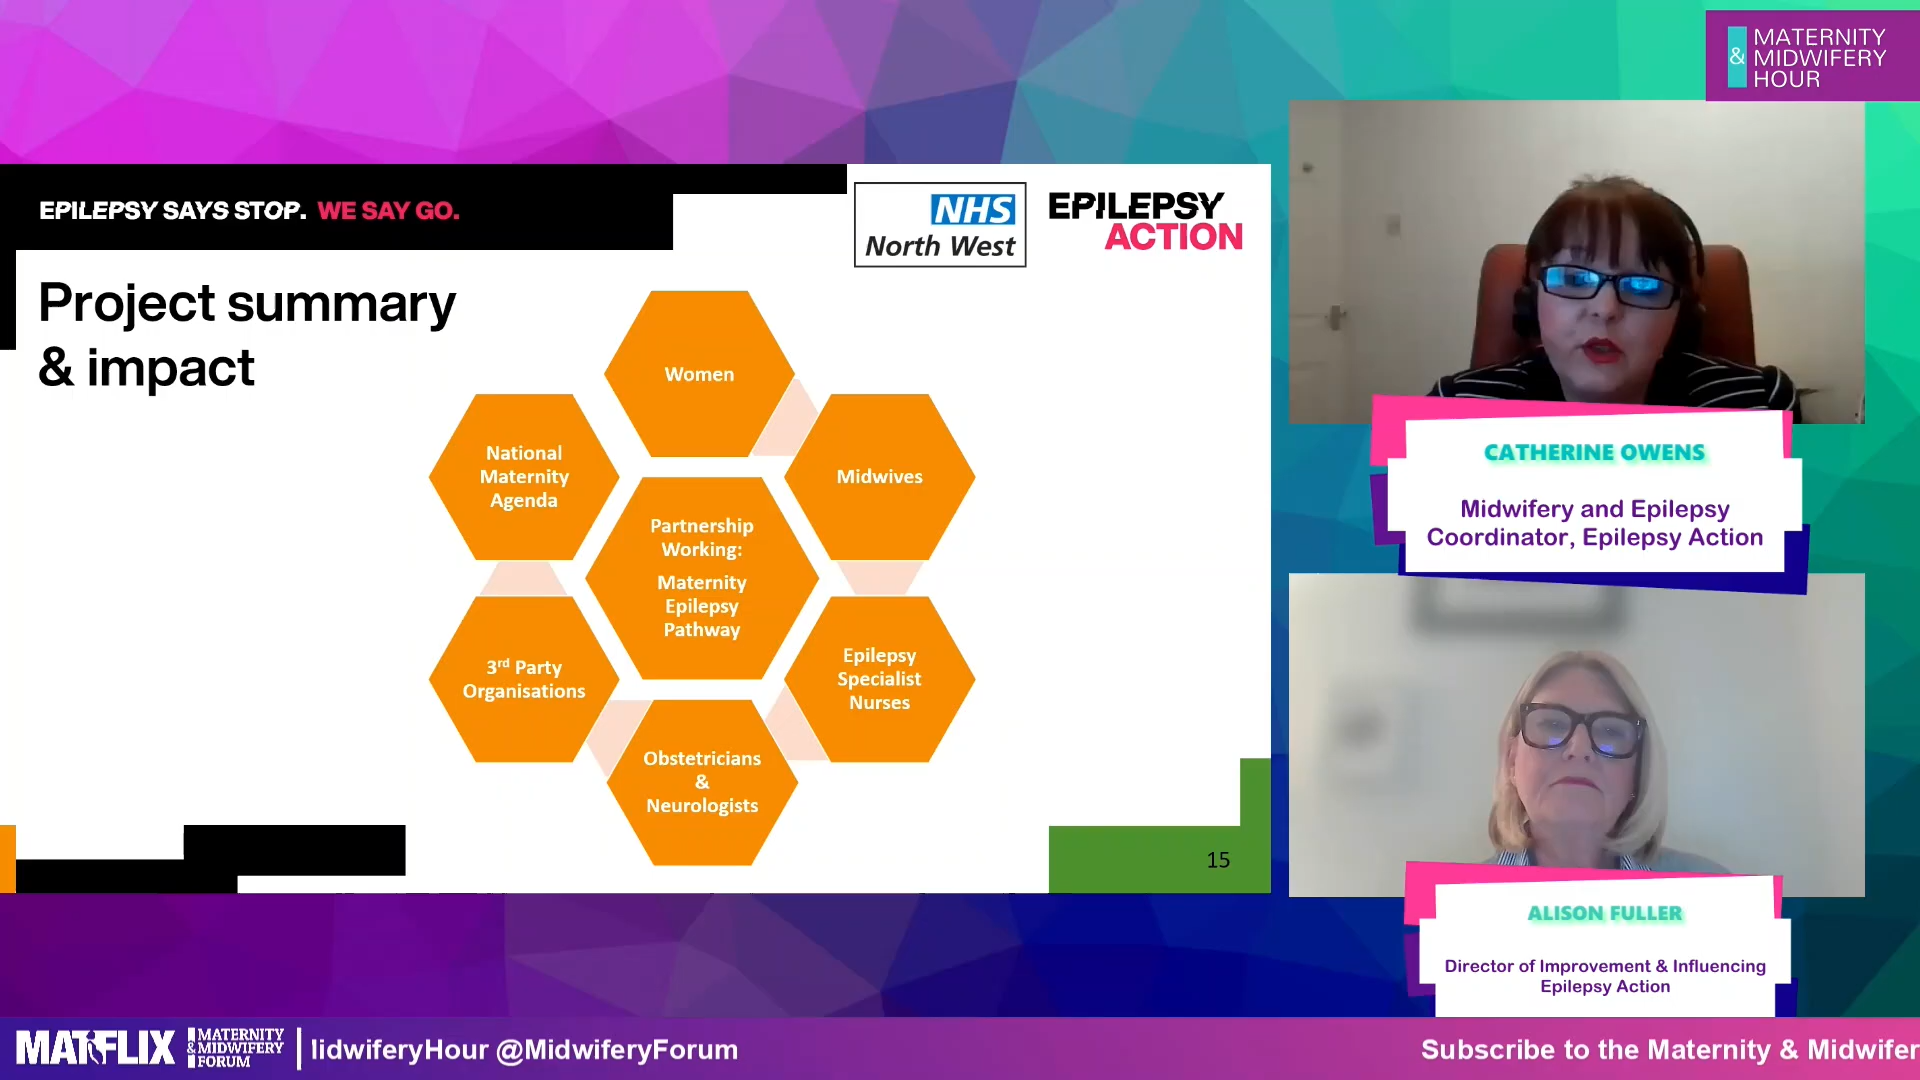 MATERNITY
& MIDWIFERY
HOUR
EPILEPSY SAYS STOP. WE SAY GO.
NHS
North West
EPILEPSY
ACTION
Project summary
& impact
Women
National
Maternity
Agenda
Midwives
Partnership
Working:
Maternity
Epilepsy
Pathway
3rd Party
Organisations
Epilepsy
Specialist
Nurses
Obstetricians
&
Neurologists
15
CATHERINE OWENS
Midwifery and Epilepsy
Coordinator, Epilepsy Action
ALISON FULLER
Director of Improvement & Influencing
Epilepsy Action
MATFLIX
MATERNITY
& MIDWIFERY
FORUM
lidwiferyHour @MidwiferyForum
Subscribe to the Maternity & Midwifer